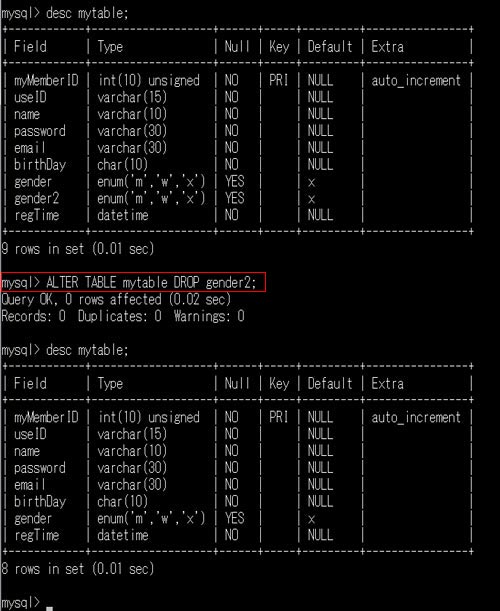 mysql> desc mytable;
+------------+------------------+------+-----+---------+----------------+
| Field      | Type             | Null | Key | Default | Extra          |
+------------+------------------+------+-----+---------+----------------+
| myMemberID | int(10) unsigned | NO   | PRI | NULL    | auto_increment |
| useID      | varchar(15)      | NO   |     | NULL    |                |
| name       | varchar(10)      | NO   |     | NULL    |                |
| password   | varchar(30)      | NO   |     | NULL    |                |
| email      | varchar(30)      | NO   |     | NULL    |                |
| birthDay   | char(10)         | NO   |     | NULL    |                |
| gender     | enum('m','w','x') | YES  |     | x       |                |
| gender2    | enum('m','w','x') | YES  |     | x       |                |
| regTime    | datetime         | NO   |     | NULL    |                |
+------------+------------------+------+-----+---------+----------------+
9 rows in set (0.01 sec)
mysql> ALTER TABLE mytable DROP gender2;
Query OK, 0 rows affected (0.02 sec)
Records: 0  Duplicates: 0  Warnings: 0
mysql> desc mytable;
+------------+------------------+------+-----+---------+----------------+
| Field      | Type             | Null | Key | Default | Extra          |
+------------+------------------+------+-----+---------+----------------+
| myMemberID | int(10) unsigned | NO   | PRI | NULL    | auto_increment |
| useID      | varchar(15)      | NO   |     | NULL    |                |
| name       | varchar(10)      | NO   |     | NULL    |                |
| password   | varchar(30)      | NO   |     | NULL    |                |
| email      | varchar(30)      | NO   |     | NULL    |                |
| birthDay   | char(10)         | NO   |     | NULL    |                |
| gender     | enum('m','w','x') | YES  |     | x       |                |
| regTime    | datetime         | NO   |     | NULL    |                |
+------------+------------------+------+-----+---------+----------------+
8 rows in set (0.01 sec)
mysql>